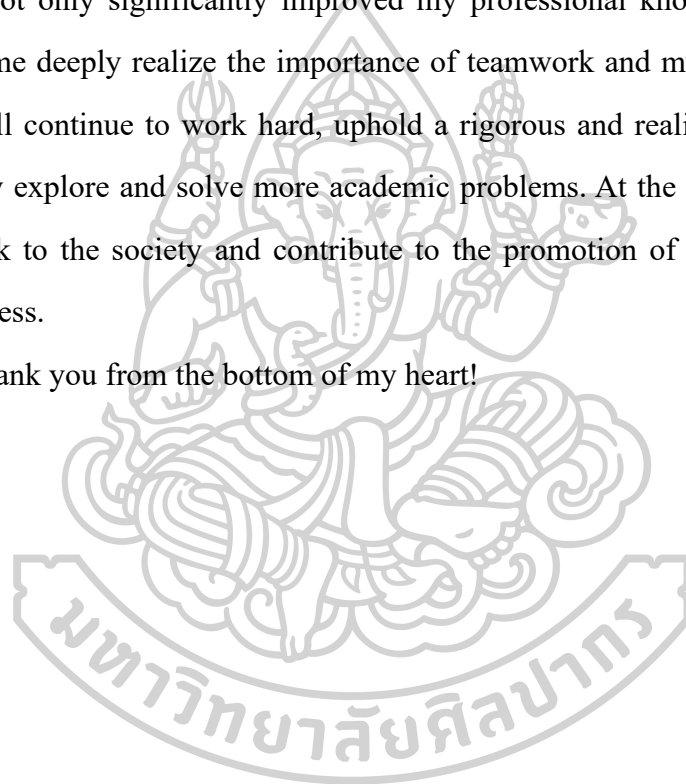 ot only significantly improved my professional kno
me deeply realize the importance of teamwork and m
ll continue to work hard, uphold a rigorous and reali
y explore and solve more academic problems. At the
k to the society and contribute to the promotion of
ess.
ank you from the bottom of my heart!
มหาวิทยาลัยศิลปากร